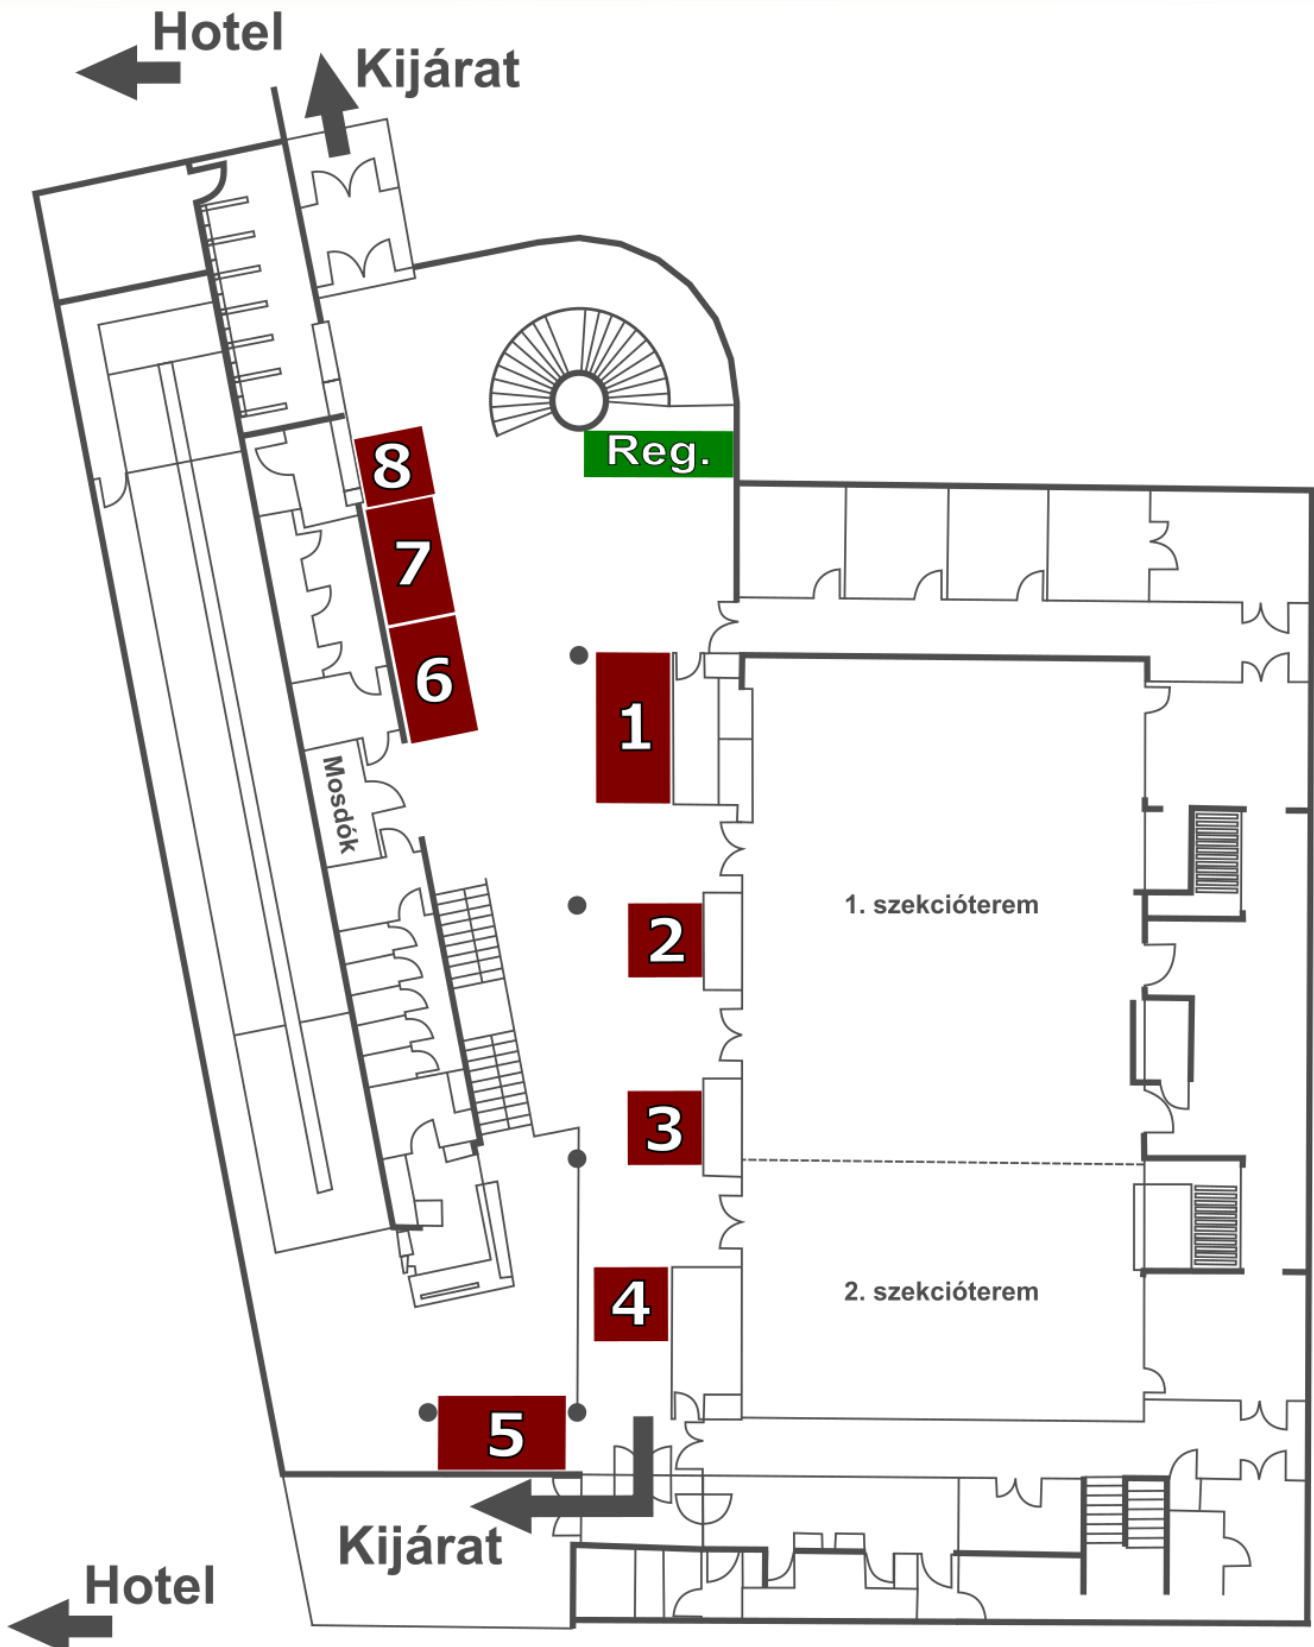 Hotel
Kijárat
Reg.
8
7
6
1
Mosdók
2
1. szekcióterem
3
4
2. szekcióterem
5
Kijárat
Hotel